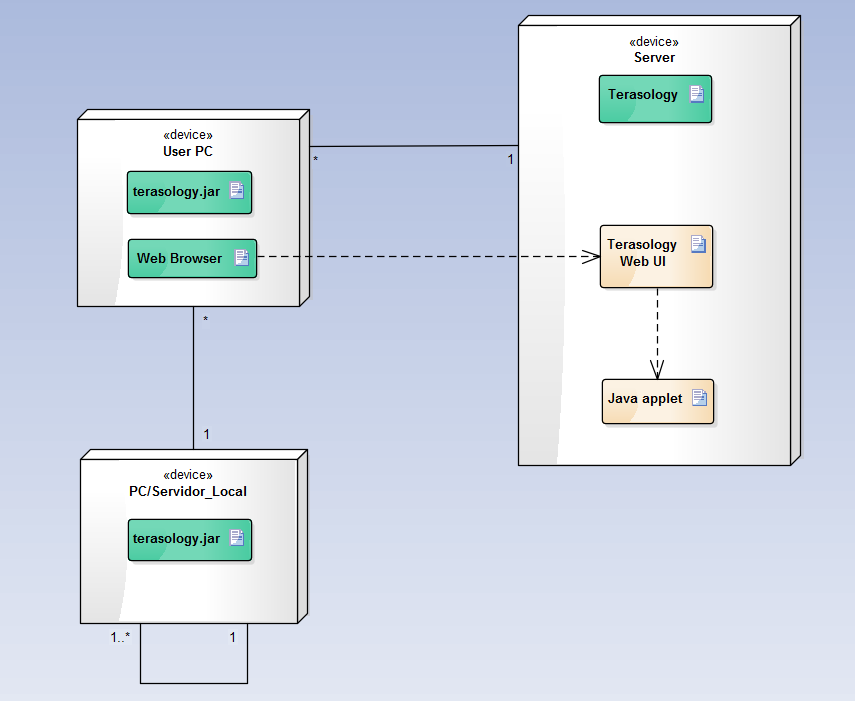 «device»
Server
Terasology
«device»
User PC
*
1
terasology.jar
Web Browser
Terasology
Web UI
*
1
Java applet
«device»
PC/Servidor_Local
terasology.jar
1..*
1